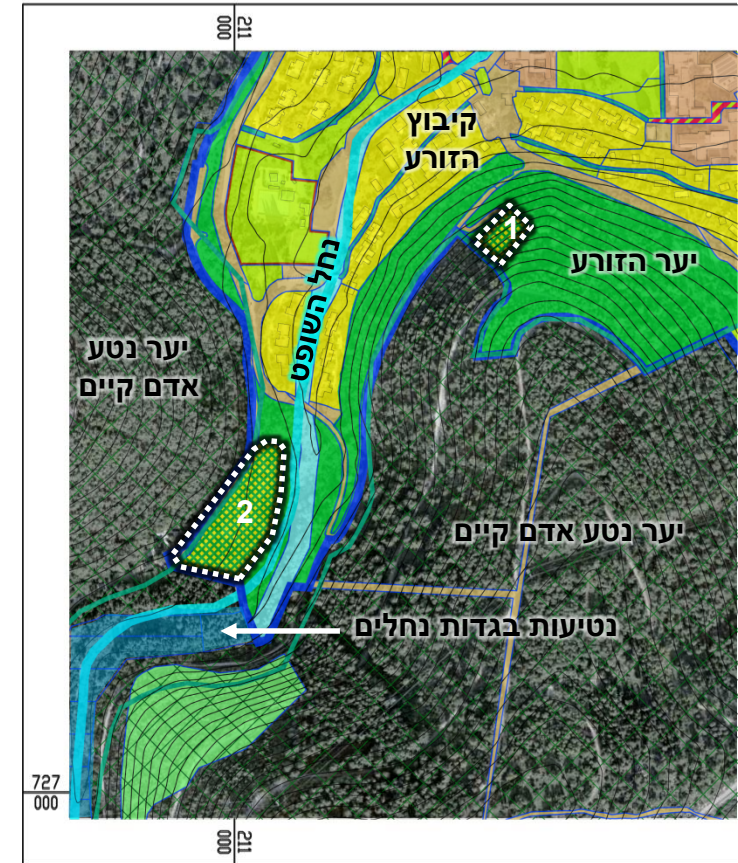 211
000
קיבוץ
הזורע
1
יער הזורע
נחל השופט
יער נטע
אדם קיים
2
יער נטע אדם קיים
נטיעות בגדות נחלים
727
000
211
000